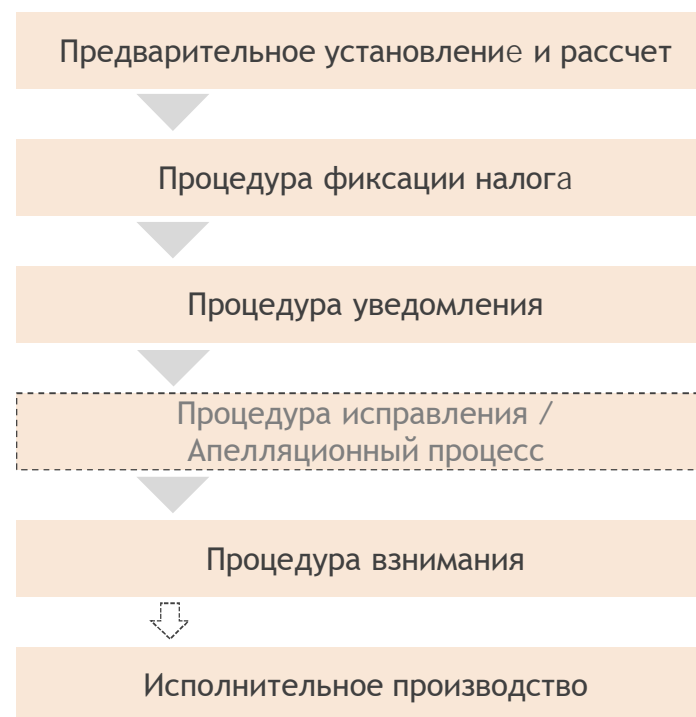 Предварительное установление и рассчет
Процедура фиксации налога
Процедура уведомления
Процедура исправления /
Апелляционный процесс
Процедура взнимания
Исполнительное производство